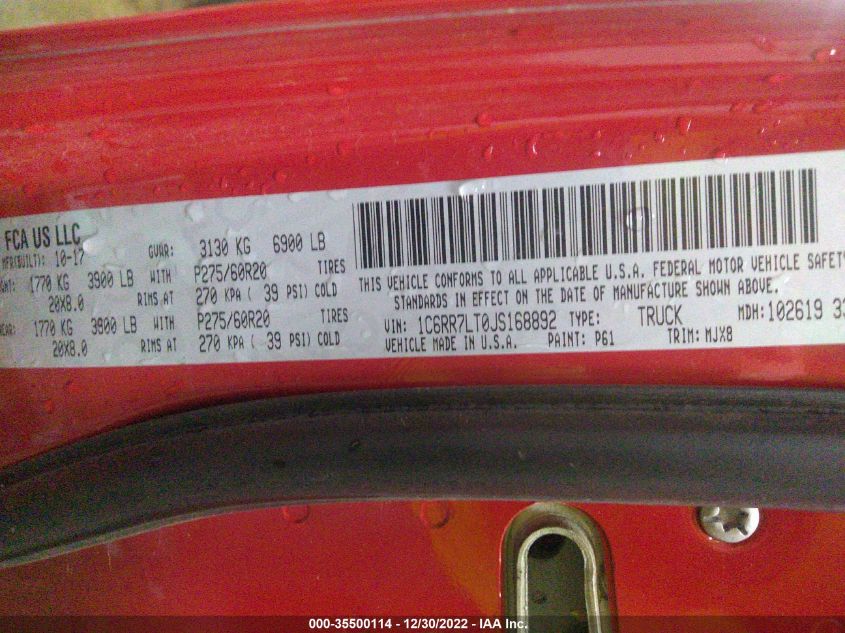 FCA US LLC
MFR(BUILT): 10-17 GVWR: 3130 KG 6900 LB
1770 KG 3900 LB WITH P275/60R20 TIRES
20X8.0 RIMS AT 270 KPA ( 39 PSI) COLD
1770 KG 3900 LB WITH P275/60R20
20X8.0 RIMS AT 270 KPA ( 39 PSI) COLD
THIS VEHICLE CONFORMS TO ALL APPLICABLE U.S.A. FEDERAL MOTOR VEHICLE SAFETY
STANDARDS IN EFFECT ON THE DATE OF MANUFACTURE SHOWN ABOVE.
VIN: 1C6RR7LT0JS168892 TYPE: TRUCK MDH: 102619
VEHICLE MADE IN U.S.A. PAINT: P61 TRIM: MJX8
000-35500114 - 12/30/2022 - IAA Inc.